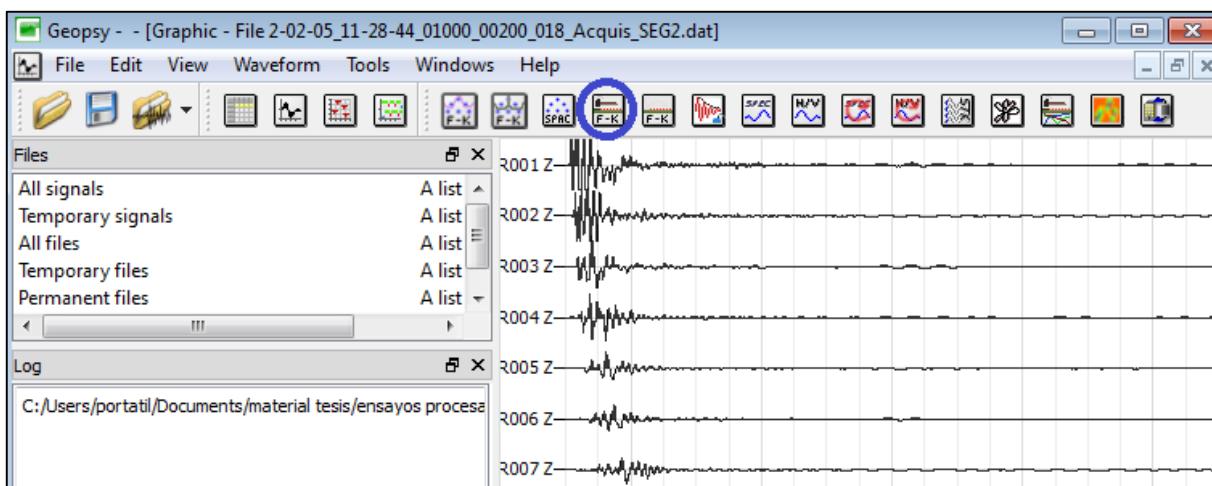 Geopsy - - [Graphic - File 2-02-05_11-28-44_01000_00200_018_Acquis_SEG2.dat]
File Edit View Waveform Tools Windows Help
F-K F-K SPAC F-K F-K SPEC H/V
Files
All signals A list
Temporary signals A list
All files A list
Temporary files A list
Permanent files A list
Log
C:/Users/portatil/Documents/material tesis/ensayos procesa
R001 Z
R002 Z
R003 Z
R004 Z
R005 Z
R006 Z
R007 Z